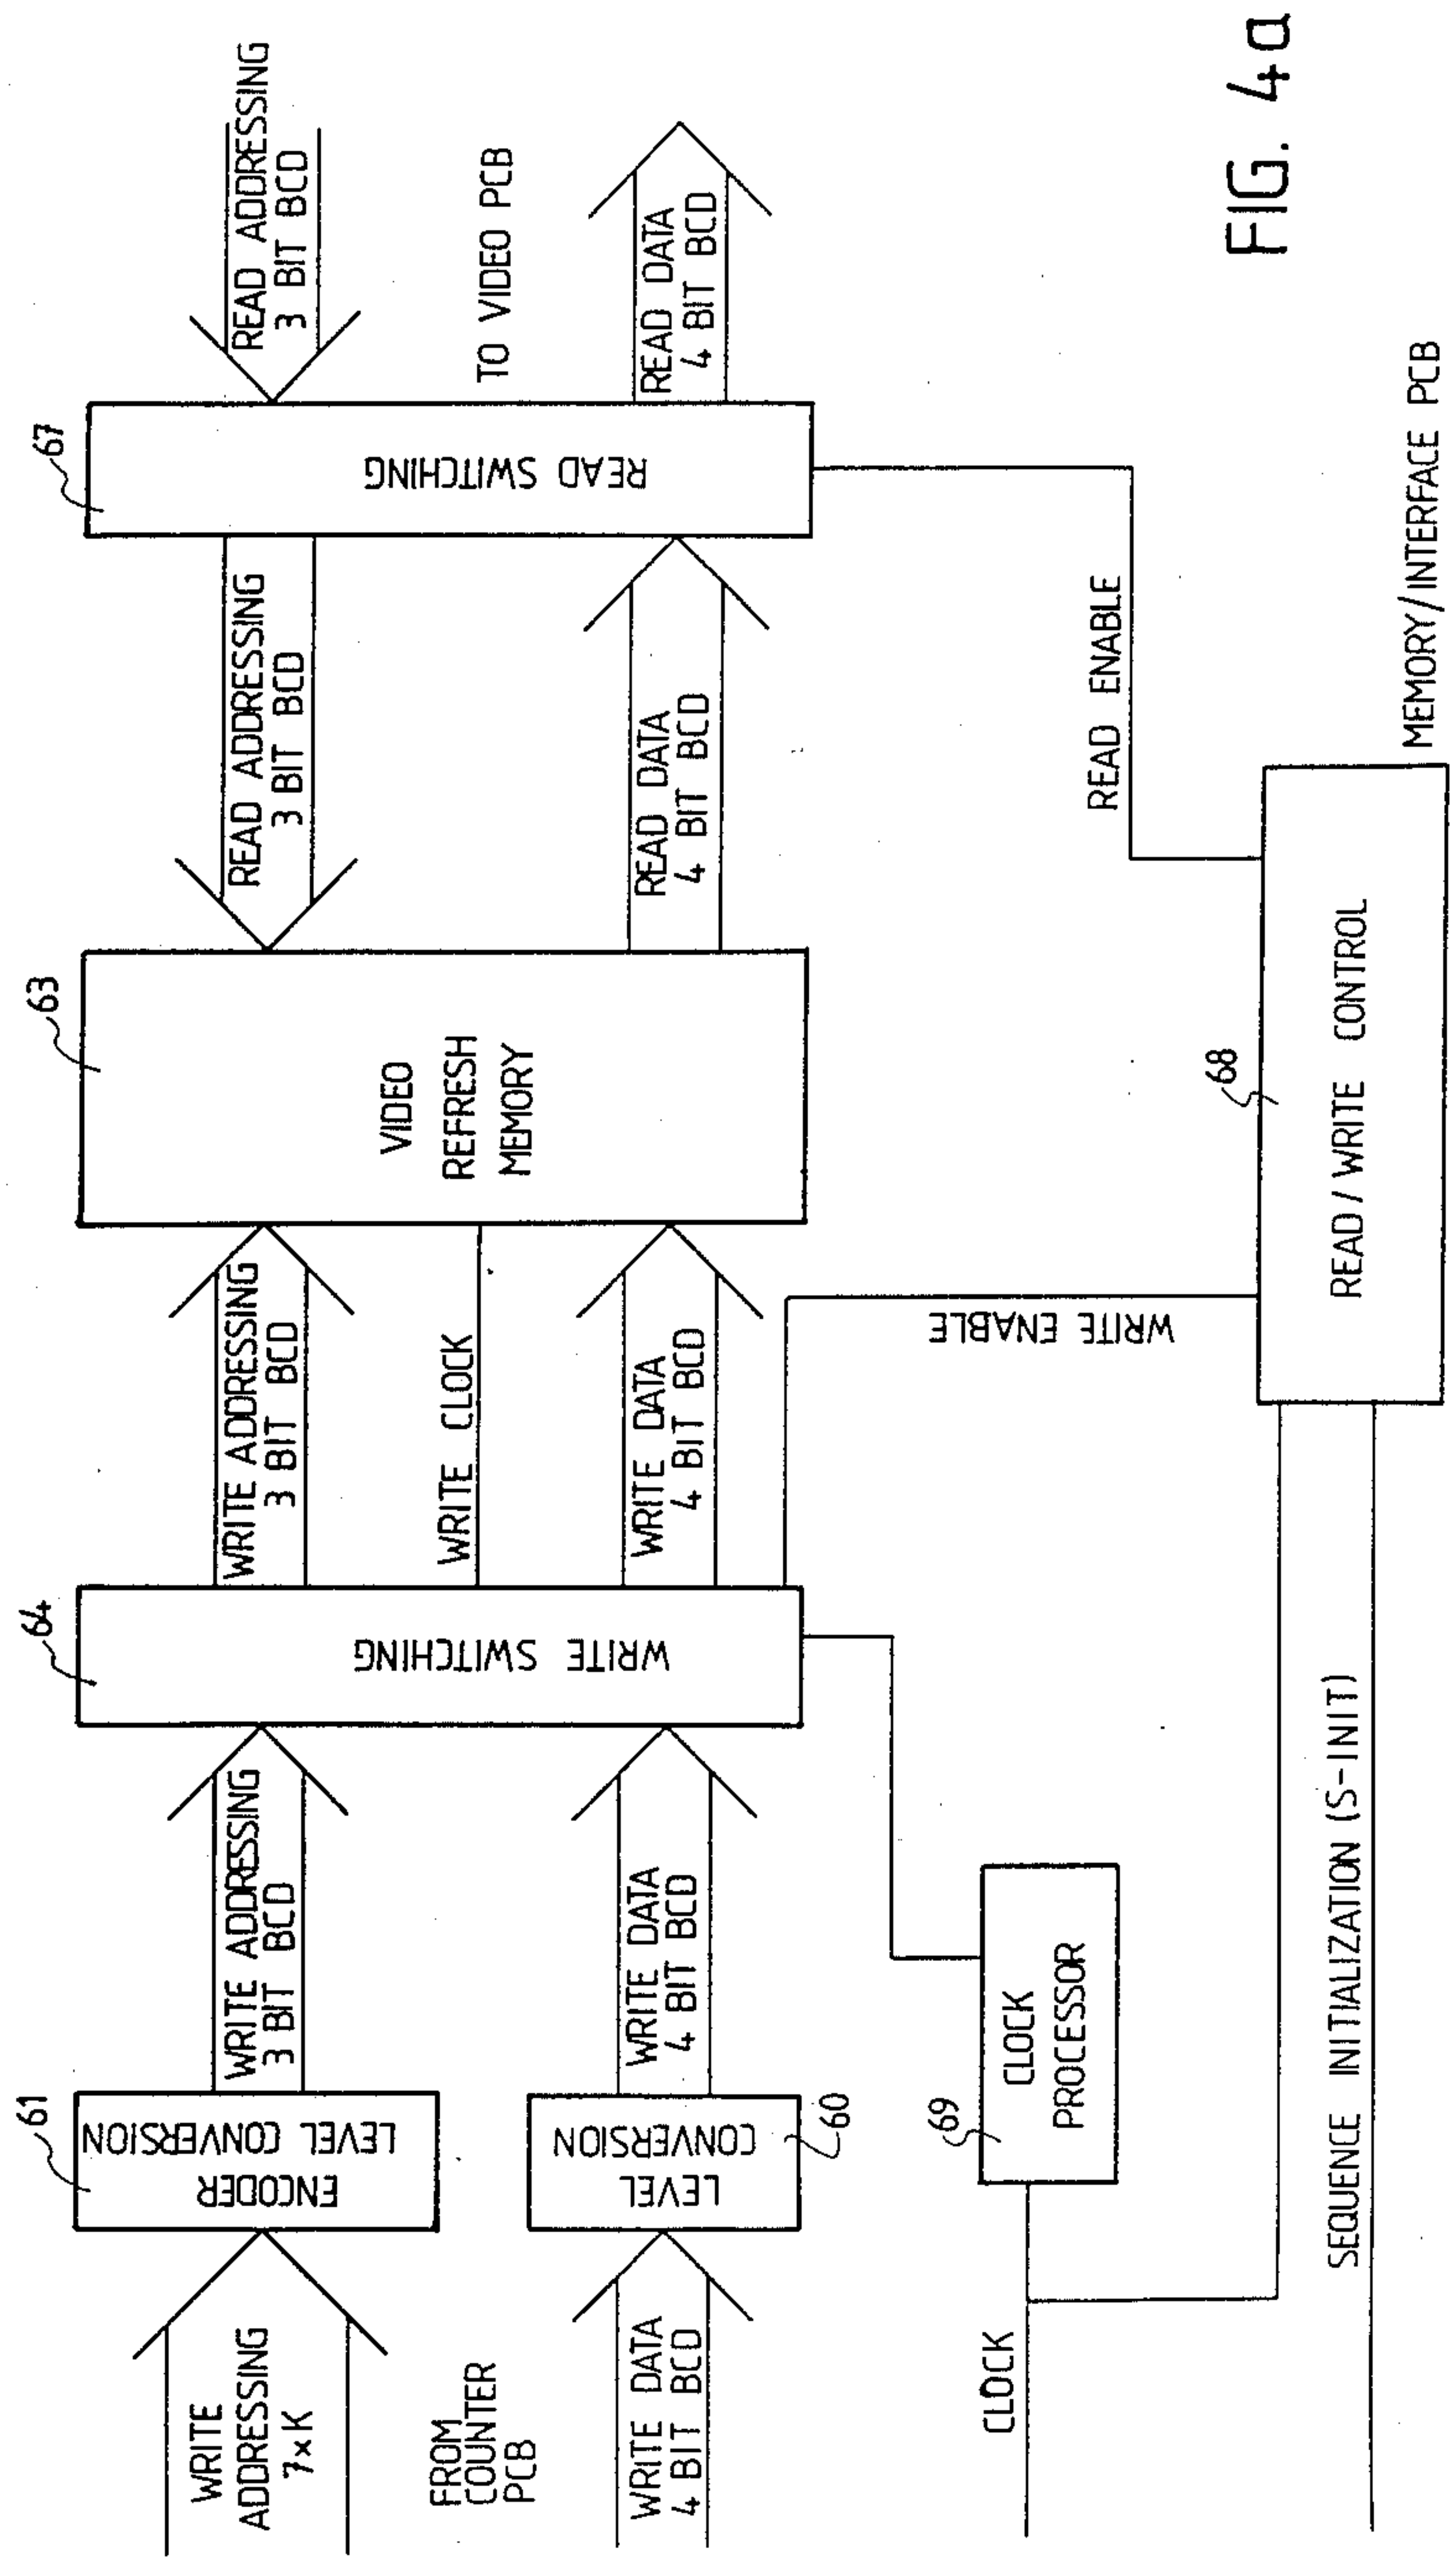 WRITE
ADDRESSING
7×K
FROM
COUNTER
PCB
WRITE DATA
4 BIT BCD
61
ENCODER
LEVEL CONVERSION
LEVEL
CONVERSION
60
WRITE ADDRESSING
3 BIT BCD
WRITE DATA
4 BIT BCD
64
WRITE SWITCHING
WRITE ADDRESSING
3 BIT BCD
WRITE CLOCK
WRITE DATA
4 BIT BCD
63
VIDEO
REFRESH
MEMORY
READ ADDRESSING
3 BIT BCD
READ DATA
4 BIT BCD
67
READ SWITCHING
READ ADDRESSING
3 BIT BCD
TO VIDEO PCB
READ DATA
4 BIT BCD
CLOCK
69
CLOCK
PROCESSOR
WRITE ENABLE
READ ENABLE
68
READ/WRITE CONTROL
SEQUENCE INITIALIZATION (S-INIT)
MEMORY/INTERFACE PCB
FIG. 4a